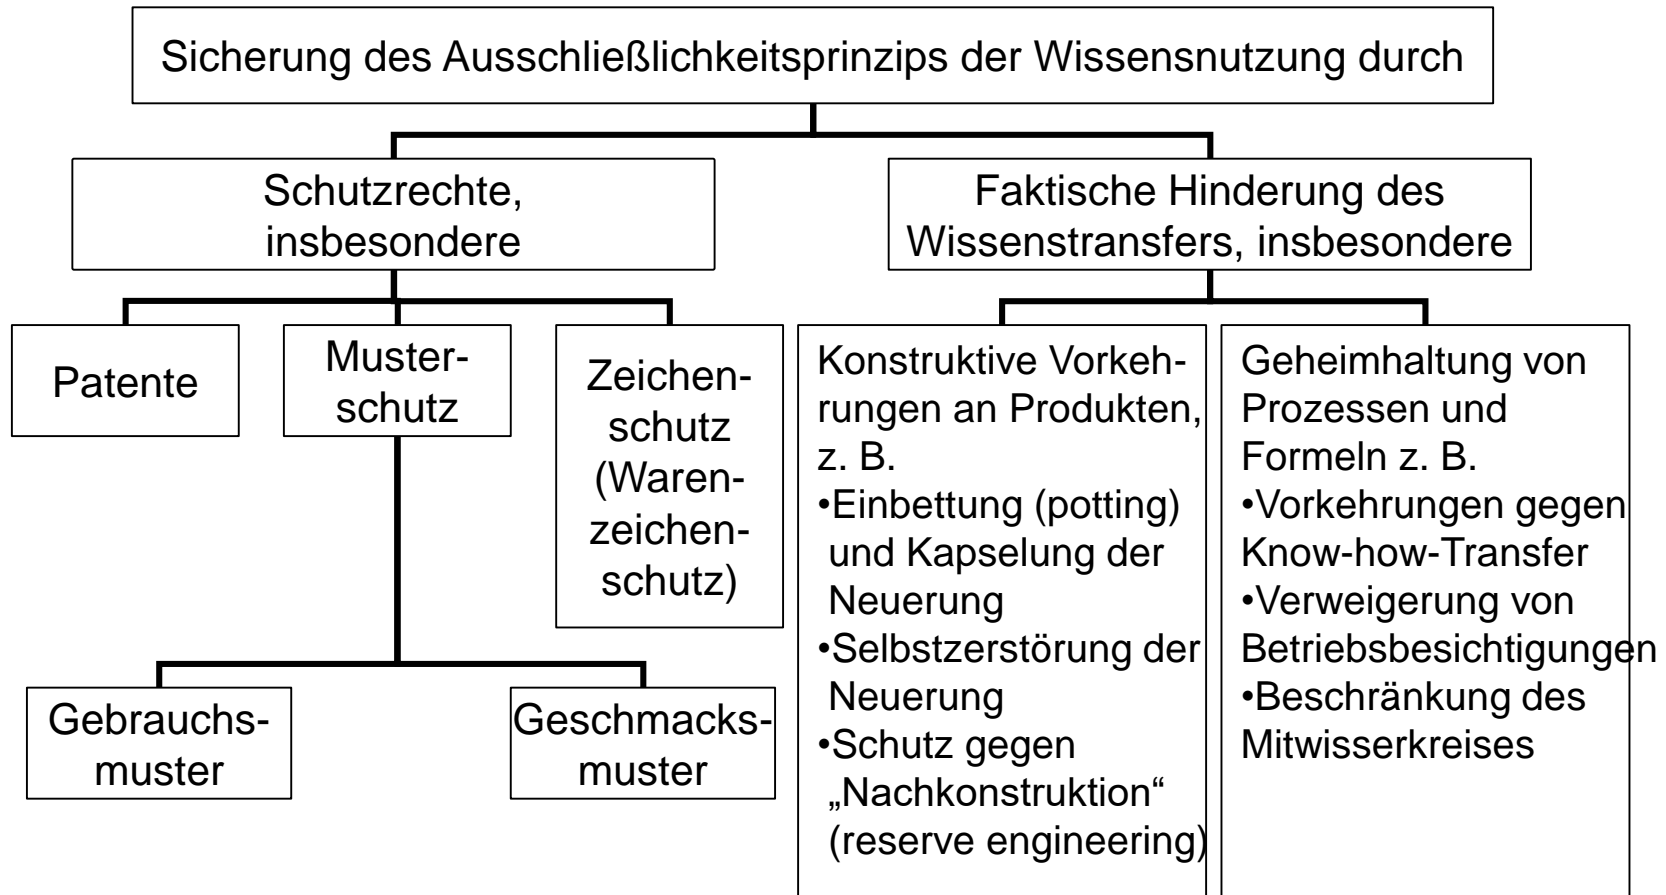 Sicherung des Ausschließlichkeitsprinzips der Wissensnutzung durch
Schutzrechte,
insbesondere
Faktische Hinderung des
Wissenstransfers, insbesondere
Patente
Muster-
schutz
Zeichen-
schutz
(Waren-
zeichen-
schutz)
Gebrauchs-
muster
Geschmacks-
muster
Konstruktive Vorkeh-
rungen an Produkten,
z. B.
•Einbettung (potting)
und Kapselung der
Neuerung
•Selbstzerstörung der
Neuerung
•Schutz gegen
„Nachkonstruktion“
(reserve engineering)
Geheimhaltung von
Prozessen und
Formeln z. B.
•Vorkehrungen gegen
Know-how-Transfer
•Verweigerung von
Betriebsbesichtigungen
•Beschränkung des
Mitwisserkreises